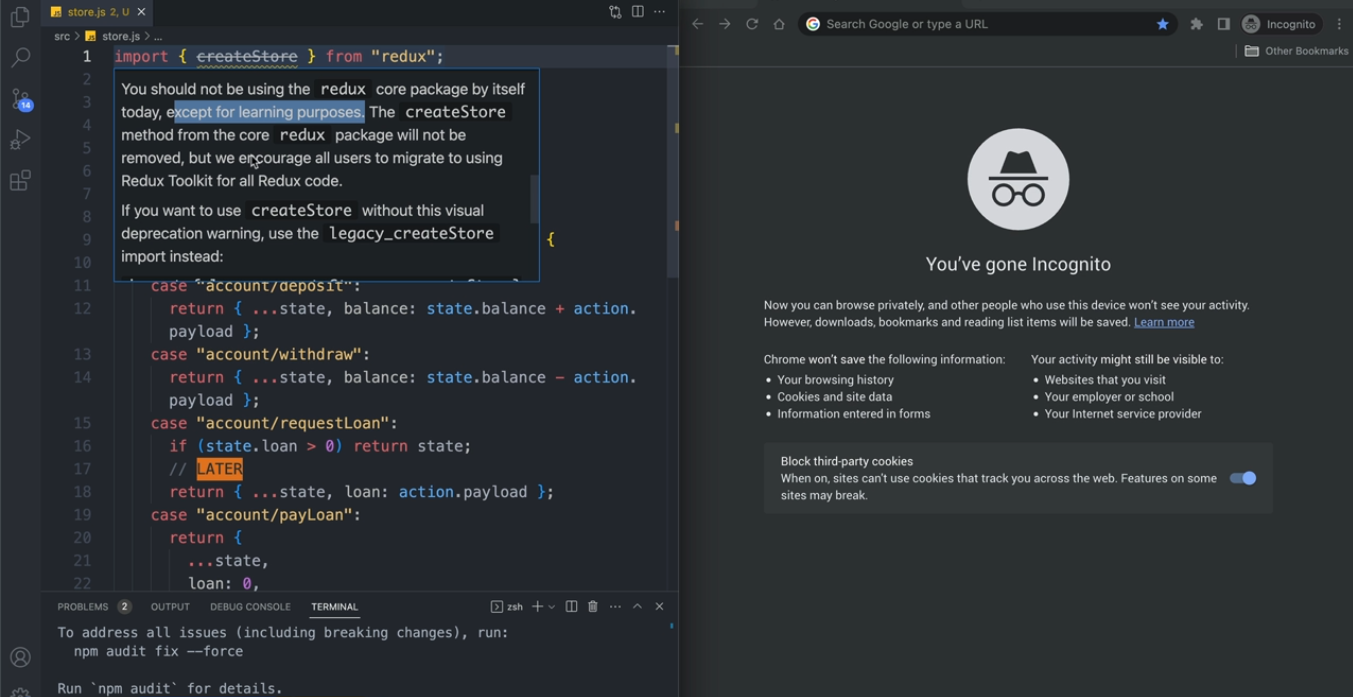 store.js 2, U
src > store.js > ...
1 import { createStore } from "redux";
2
3
4
5
6
7
8
9 {
10
You should not be using the redux core package by itself
today, except for learning purposes. The createStore
method from the core redux package will not be
removed, but we encourage all users to migrate to using
Redux Toolkit for all Redux code.
If you want to use createStore without this visual
deprecation warning, use the legacy_createStore
import instead:
11 case "account/deposit":
12 return { ...state, balance: state.balance + action.
payload };
13 case "account/withdraw":
14 return { ...state, balance: state.balance - action.
payload };
15 case "account/requestLoan":
16 if (state.loan > 0) return state;
17 // LATER
18 return { ...state, loan: action.payload };
19 case "account/payLoan":
20 return {
21 ...state,
22 loan: 0,
14
PROBLEMS 2 OUTPUT DEBUG CONSOLE TERMINAL zsh
To address all issues (including breaking changes), run:
npm audit fix --force
Run `npm audit` for details.
Search Google or type a URL
Incognito
Other Bookmarks
You've gone Incognito
Now you can browse privately, and other people who use this device won't see your activity.
However, downloads, bookmarks and reading list items will be saved. Learn more
Chrome won't save the following information:
• Your browsing history
• Cookies and site data
• Information entered in forms
Your activity might still be visible to:
• Websites that you visit
• Your employer or school
• Your Internet service provider
Block third-party cookies
When on, sites can't use cookies that track you across the web. Features on some
sites may break.